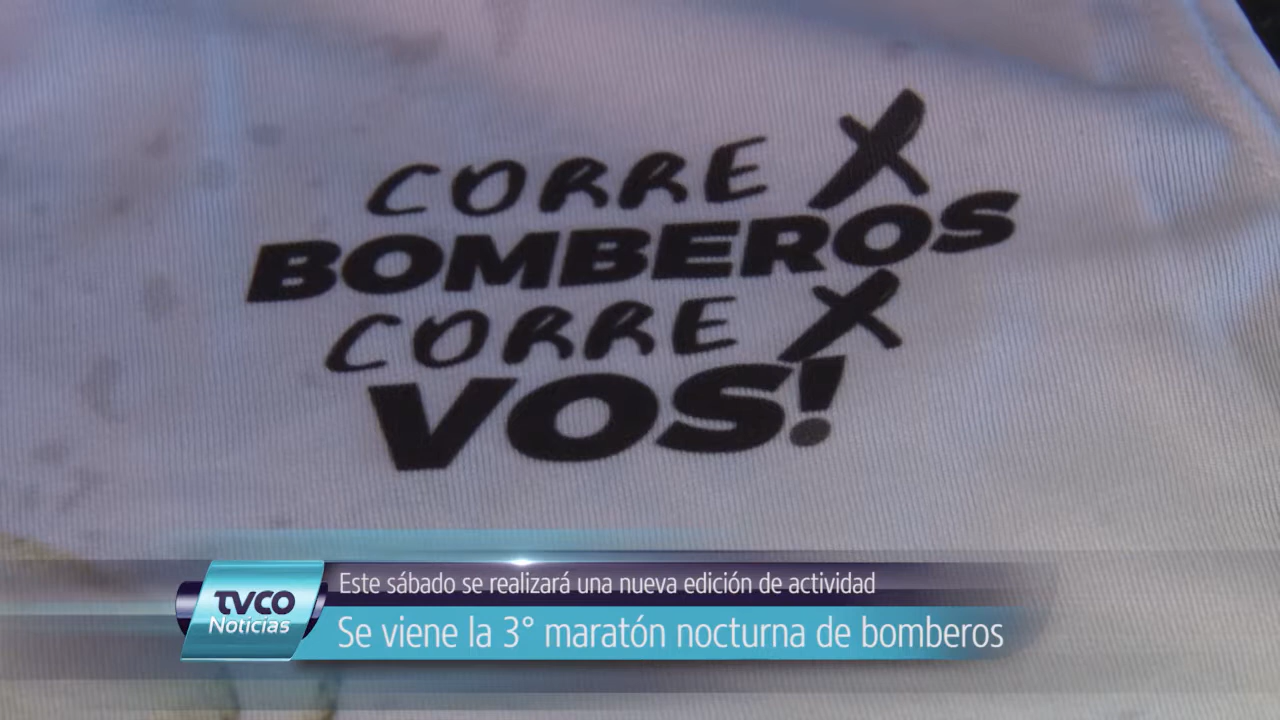 CORRE X
BOMBEROS
CORRE X
VOS!
Este sábado se realizará una nueva edición de actividad
TVCO
Noticias
Se viene la 3° maratón nocturna de bomberos